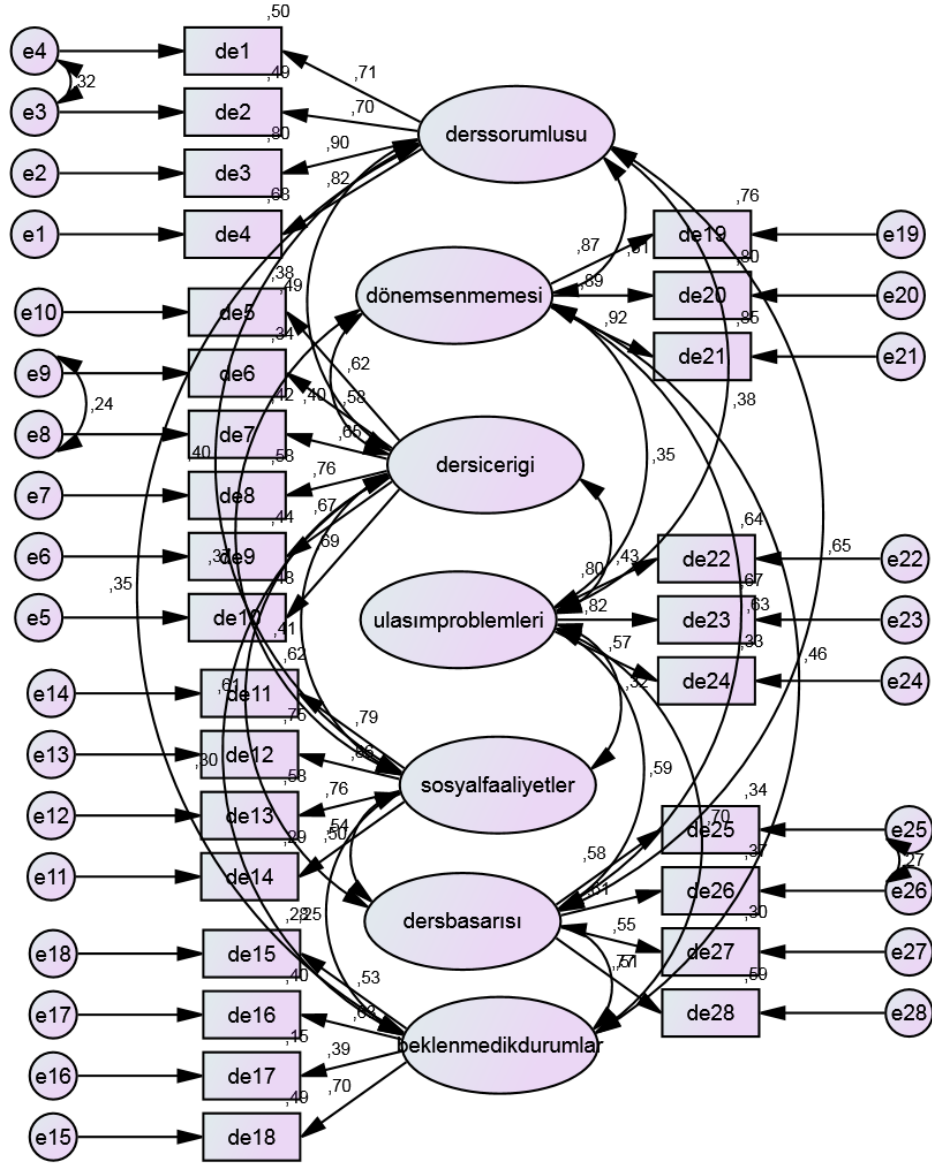 ,50
e4
de1
,71
,49
,32
,70
e3
de2
derssorumlusu
,80
,90
e2
de3
,82
,68
,76
e1
de4
,87
de19
e19
,80
,38
,89
,49
dönemsenmemesi
de20
e20
e10
de5
,92
,85
,34
de21
e21
,62
e9
de6
,42
,40
,58
,38
,24
,65
e8
de7
,40
,58
,35
,76
dersicerigi
e7
de8
,44
,67
,64
,69
e6
de9
,43
de22
,65
e22
,48
,80
,67
,35
,82
,63
e5
de10
ulasımproblemleri
de23
e23
,41
,57
,33
,46
,62
,32
de24
e24
e14
de11
,61
,75
,79
e13
de12
,30
,86
,59
,58
sosyalfaaliyetler
,76
,34
e12
de13
,70
,54
de25
e25
,29
,50
,37
,58
,27
e11
de14
,61
de26
e26
,30
dersbasarısı
,55
,25
e18
de15
de27
e27
,53
,59
,40
e17
de16
de28
e28
,15
beklenmedikdurumlar
,39
e16
de17
,70
,49
e15
de18